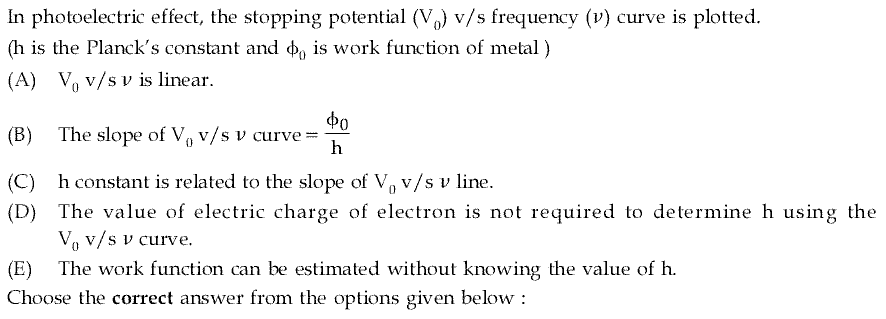 In photoelectric effect, the stopping potential (V₀) v/s frequency (ν) curve is plotted.
(h is the Planck's constant and ϕ₀ is work function of metal )
(A) V₀ v/s ν is linear.
(B) The slope of V₀ v/s ν curve = ϕ0/h
(C) h constant is related to the slope of V₀ v/s ν line.
(D) The value of electric charge of electron is not required to determine h using the
V₀ v/s ν curve.
(E) The work function can be estimated without knowing the value of h.
Choose the correct answer from the options given below :